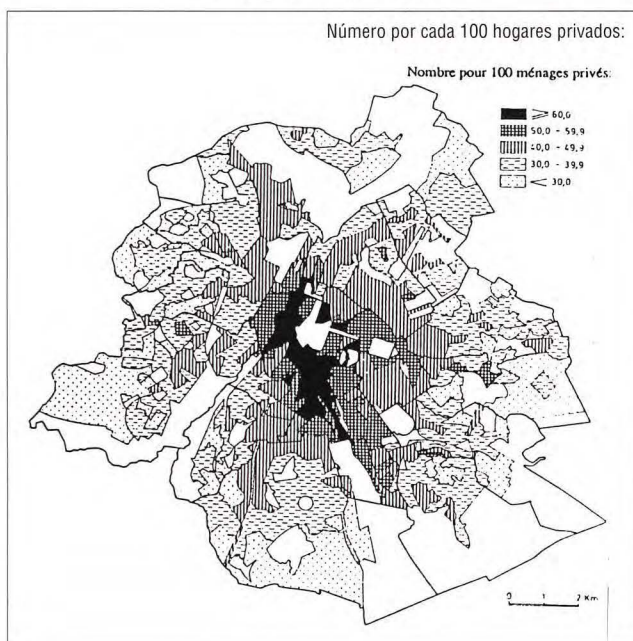 Número por cada 100 hogares privados:
Nombre pour 100 ménages privés:
≥ 60,0
50,0 - 59,9
40,0 - 49,9
30,0 - 39,9
< 30,0
0 1 2 Km